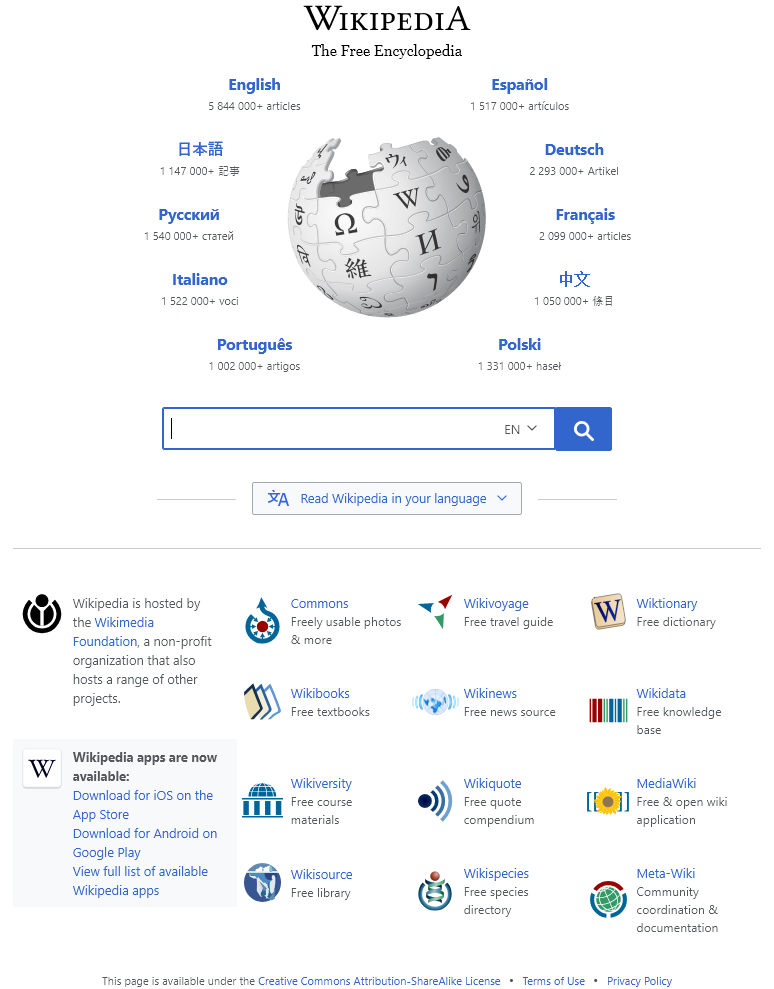 WIKIPEDIA
The Free Encyclopedia
English
5 844 000+ articles
Español
1 517 000+ artículos
日本語
1 147 000+ 記事
Deutsch
2 293 000+ Artikel
Русский
1 540 000+ статей
Français
2 099 000+ articles
Italiano
1 522 000+ voci
中文
1 050 000+ 條目
Português
1 002 000+ artigos
Polski
1 331 000+ haseł
Ω
W
И
維
ウィ
EN
文A Read Wikipedia in your language
Wikipedia is hosted by
the Wikimedia
Foundation, a non-profit
organization that also
hosts a range of other
projects.
W
Wikipedia apps are now
available:
Download for iOS on the
App Store
Download for Android on
Google Play
View full list of available
Wikipedia apps
Commons
Freely usable photos
& more
Wikivoyage
Free travel guide
W
Wiktionary
Free dictionary
Wikibooks
Free textbooks
Wikinews
Free news source
Wikidata
Free knowledge
base
Wikiversity
Free course
materials
Wikiquote
Free quote
compendium
MediaWiki
Free & open wiki
application
Wikisource
Free library
Wikispecies
Free species
directory
Meta-Wiki
Community
coordination &
documentation
This page is available under the Creative Commons Attribution-ShareAlike License • Terms of Use • Privacy Policy